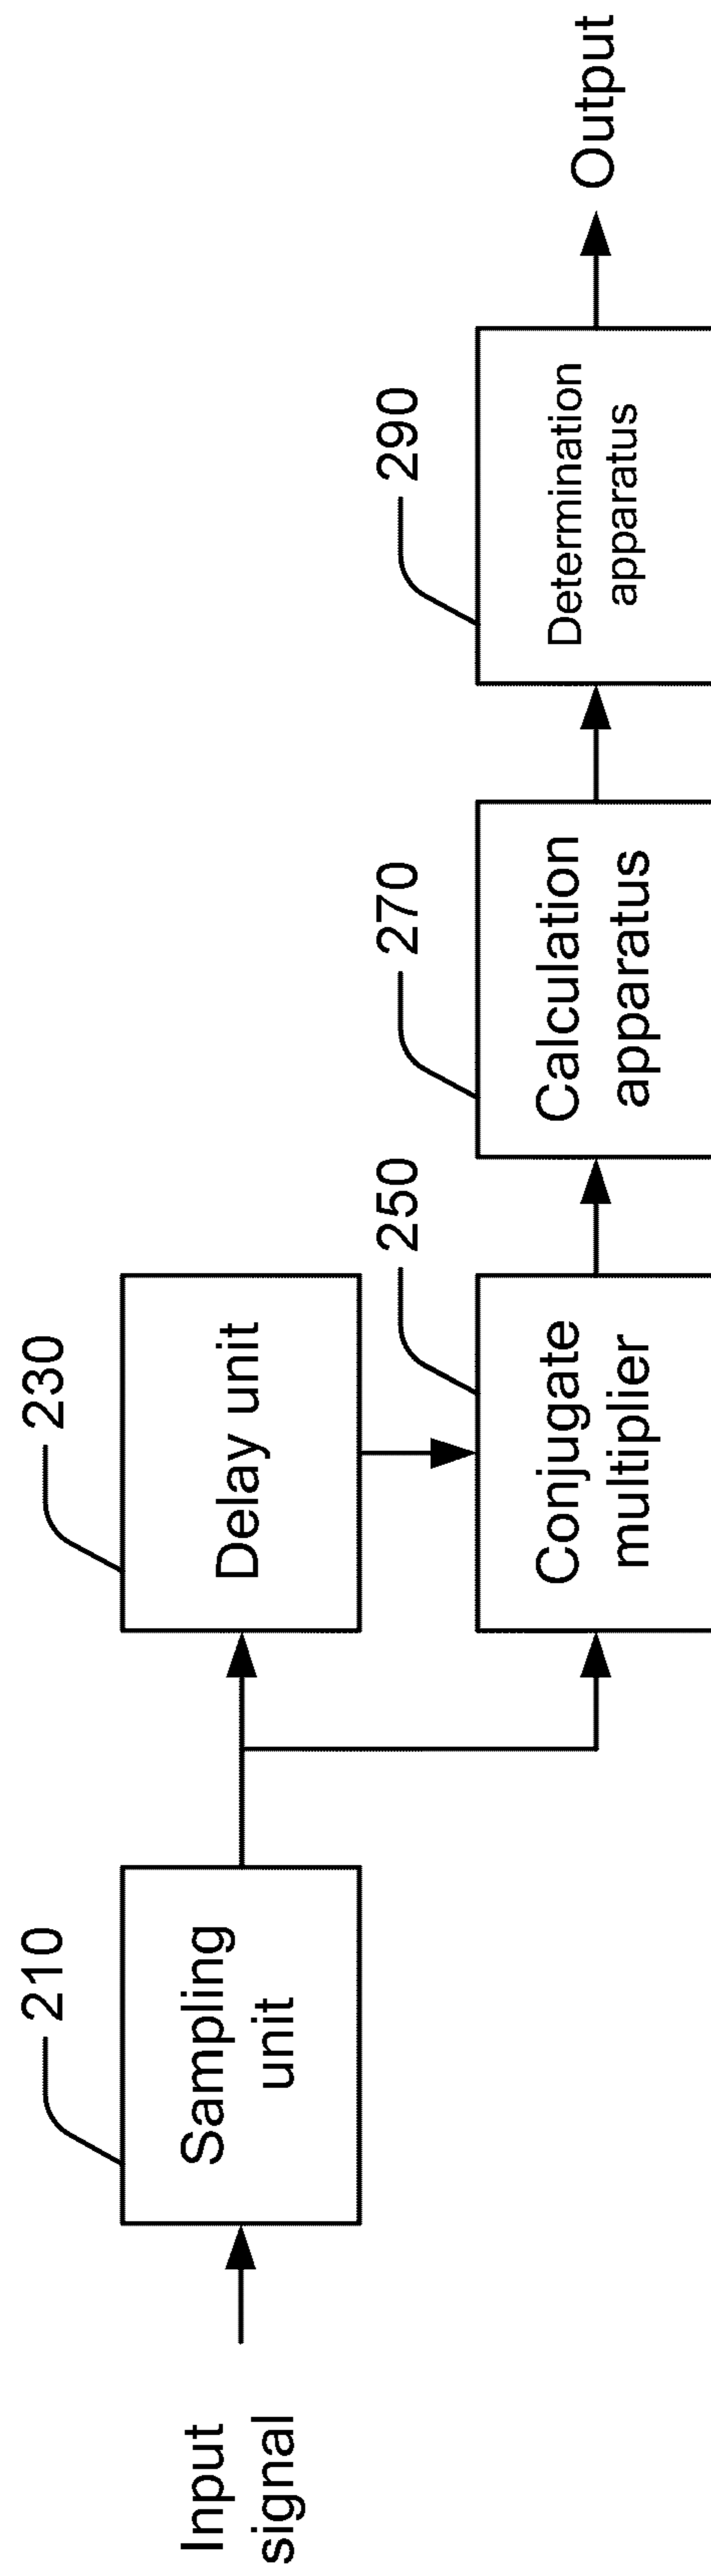 Input
signal
210
Sampling
unit
230
Delay unit
250
Conjugate
multiplier
270
Calculation
apparatus
290
Determination
apparatus
Output